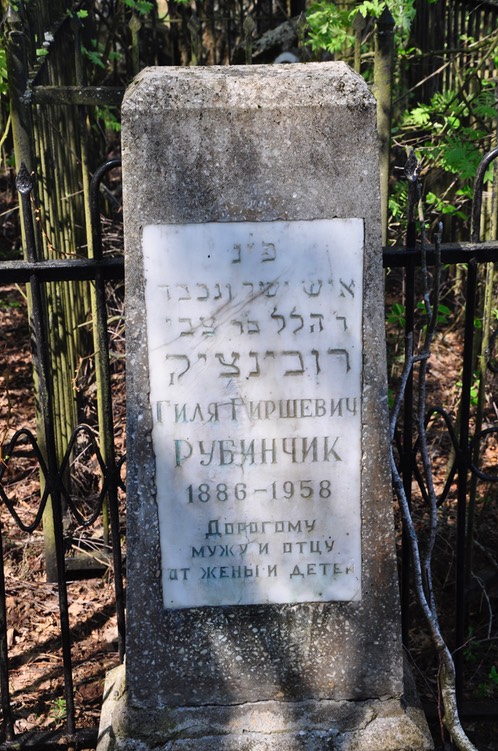 פ״נ
איש ישר ונכבד
ר הלל בר צבי
רובינציק
Гиля Гиршевич
РУБИНЧИК
1886-1958
Дорогому
мужу и отцу
от жены и детей